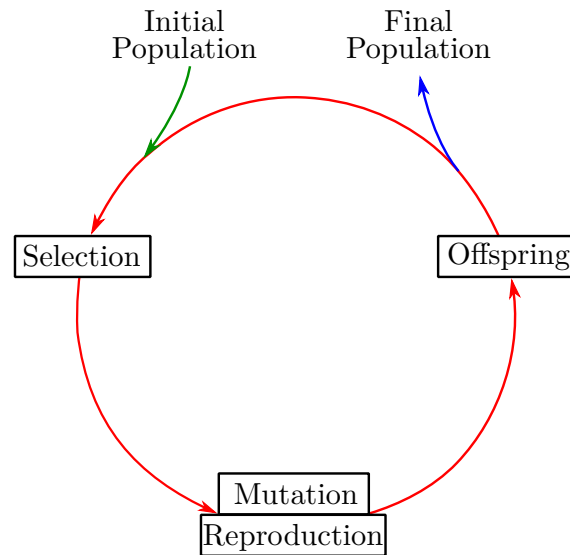 Initial
Population
Final
Population
Selection
Offspring
Mutation
Reproduction